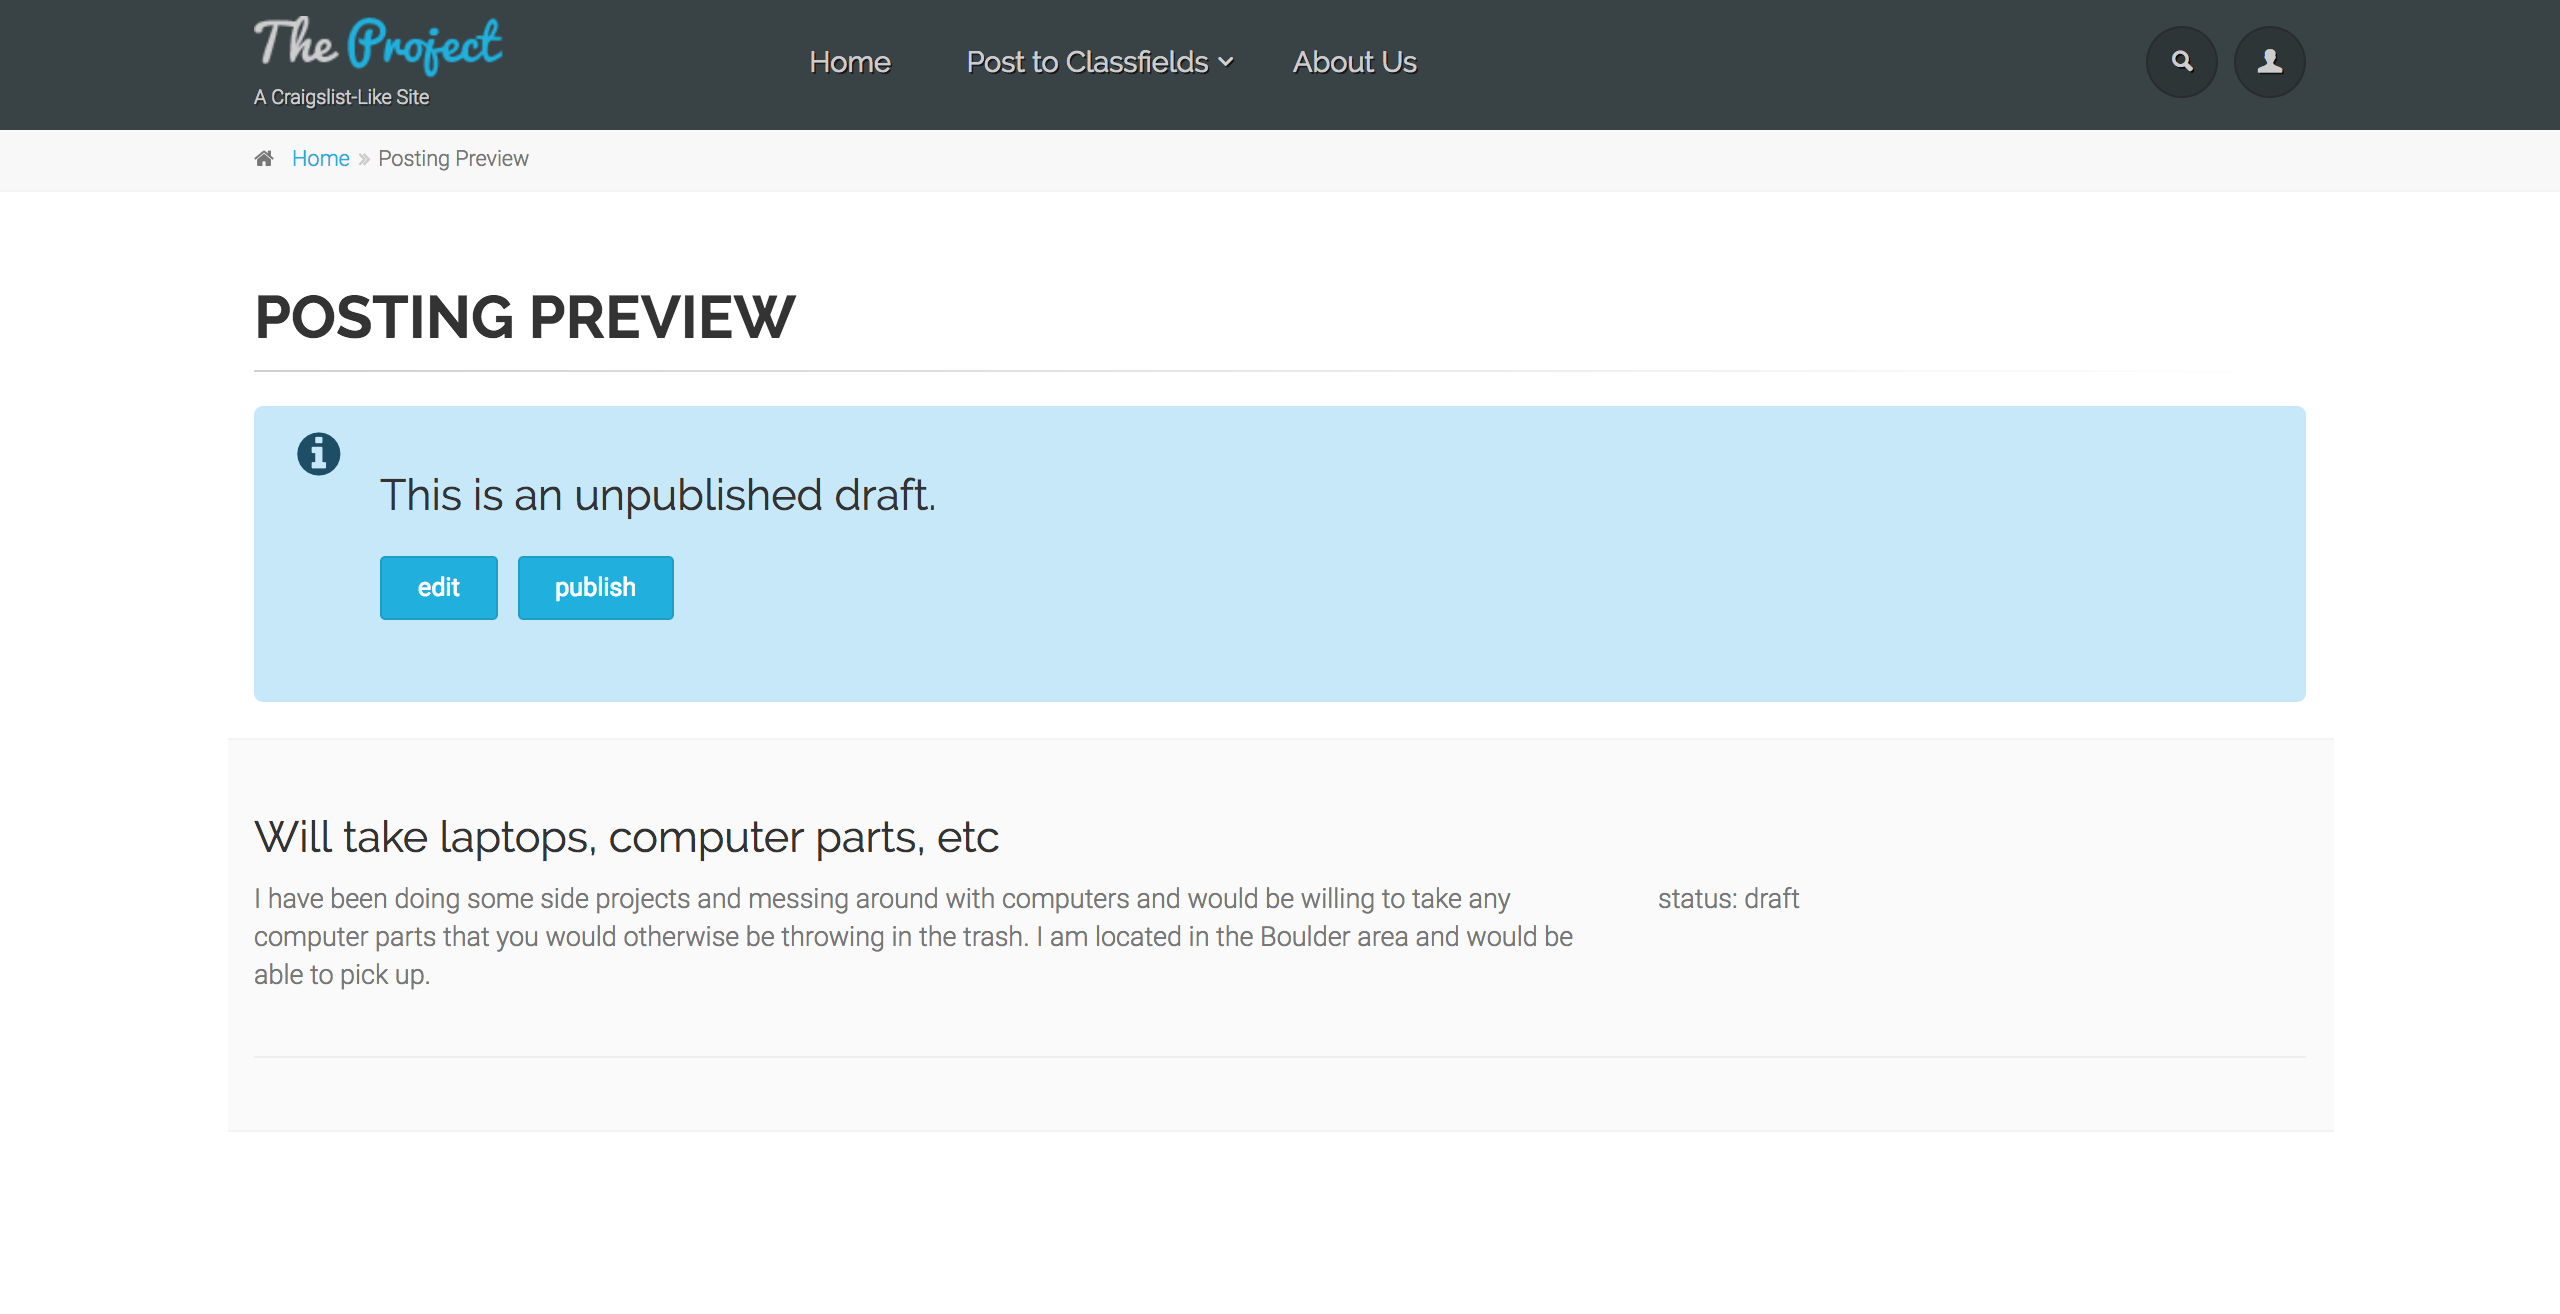 The Project
A Craigslist-Like Site
Home
Post to Classfields
About Us
Home » Posting Preview
POSTING PREVIEW
This is an unpublished draft.
edit
publish
Will take laptops, computer parts, etc
I have been doing some side projects and messing around with computers and would be willing to take any
computer parts that you would otherwise be throwing in the trash. I am located in the Boulder area and would be
able to pick up.
status: draft